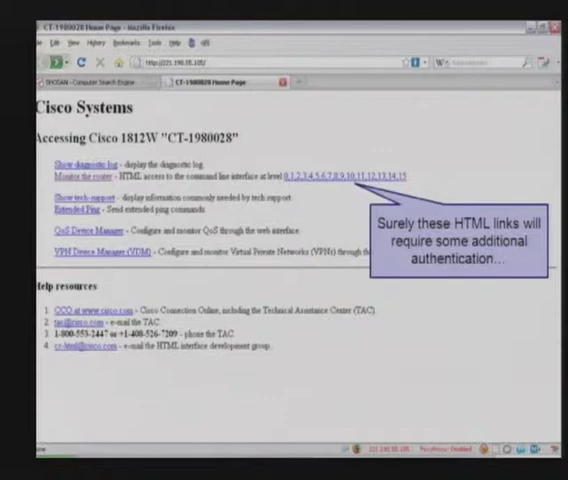 CT-1980028 Home Page - Mozilla Firefox
Edit View History Bookmarks Tools Help
SHODAN - Computer Search Engine
CT-1980028 Home Page
Cisco Systems
Accessing Cisco 1812W "CT-1980028"
Show diagnostic log - display the diagnostic log.
Monitor the router - HTML access to the command line interface at level 0,1,2,3,4,5,6,7,8,9,10,11,12,13,14,15
Show tech-support - display information commonly needed by tech support.
Extended Ping - Send extended ping commands.
QoS Device Manager - Configure and monitor QoS through the web interface.
VPN Device Manager (VDM) - Configure and monitor Virtual Private Networks (VPNs) through the
Surely these HTML links will
require some additional
authentication...
Help resources
1. CCO at www.cisco.com - Cisco Connection Online, including the Technical Assistance Center (TAC).
2. tac@cisco.com - e-mail the TAC.
3. 1-800-553-2447 or +1-408-526-7209 - phone the TAC.
4. cs-html@cisco.com - e-mail the HTML interface development group.